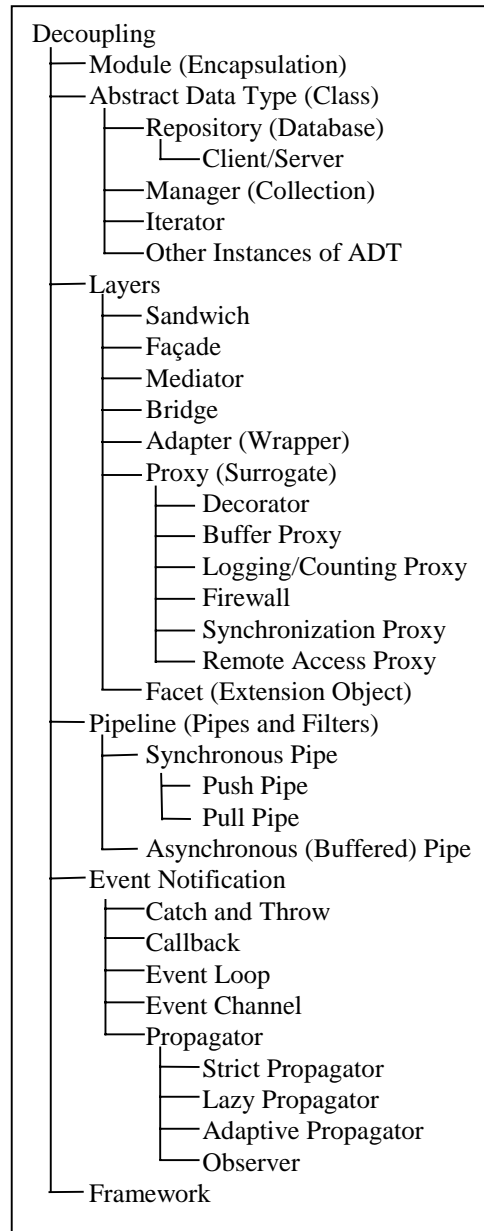 Decoupling
Module (Encapsulation)
Abstract Data Type (Class)
Repository (Database)
Client/Server
Manager (Collection)
Iterator
Other Instances of ADT
Layers
Sandwich
Façade
Mediator
Bridge
Adapter (Wrapper)
Proxy (Surrogate)
Decorator
Buffer Proxy
Logging/Counting Proxy
Firewall
Synchronization Proxy
Remote Access Proxy
Facet (Extension Object)
Pipeline (Pipes and Filters)
Synchronous Pipe
Push Pipe
Pull Pipe
Asynchronous (Buffered) Pipe
Event Notification
Catch and Throw
Callback
Event Loop
Event Channel
Propagator
Strict Propagator
Lazy Propagator
Adaptive Propagator
Observer
Framework